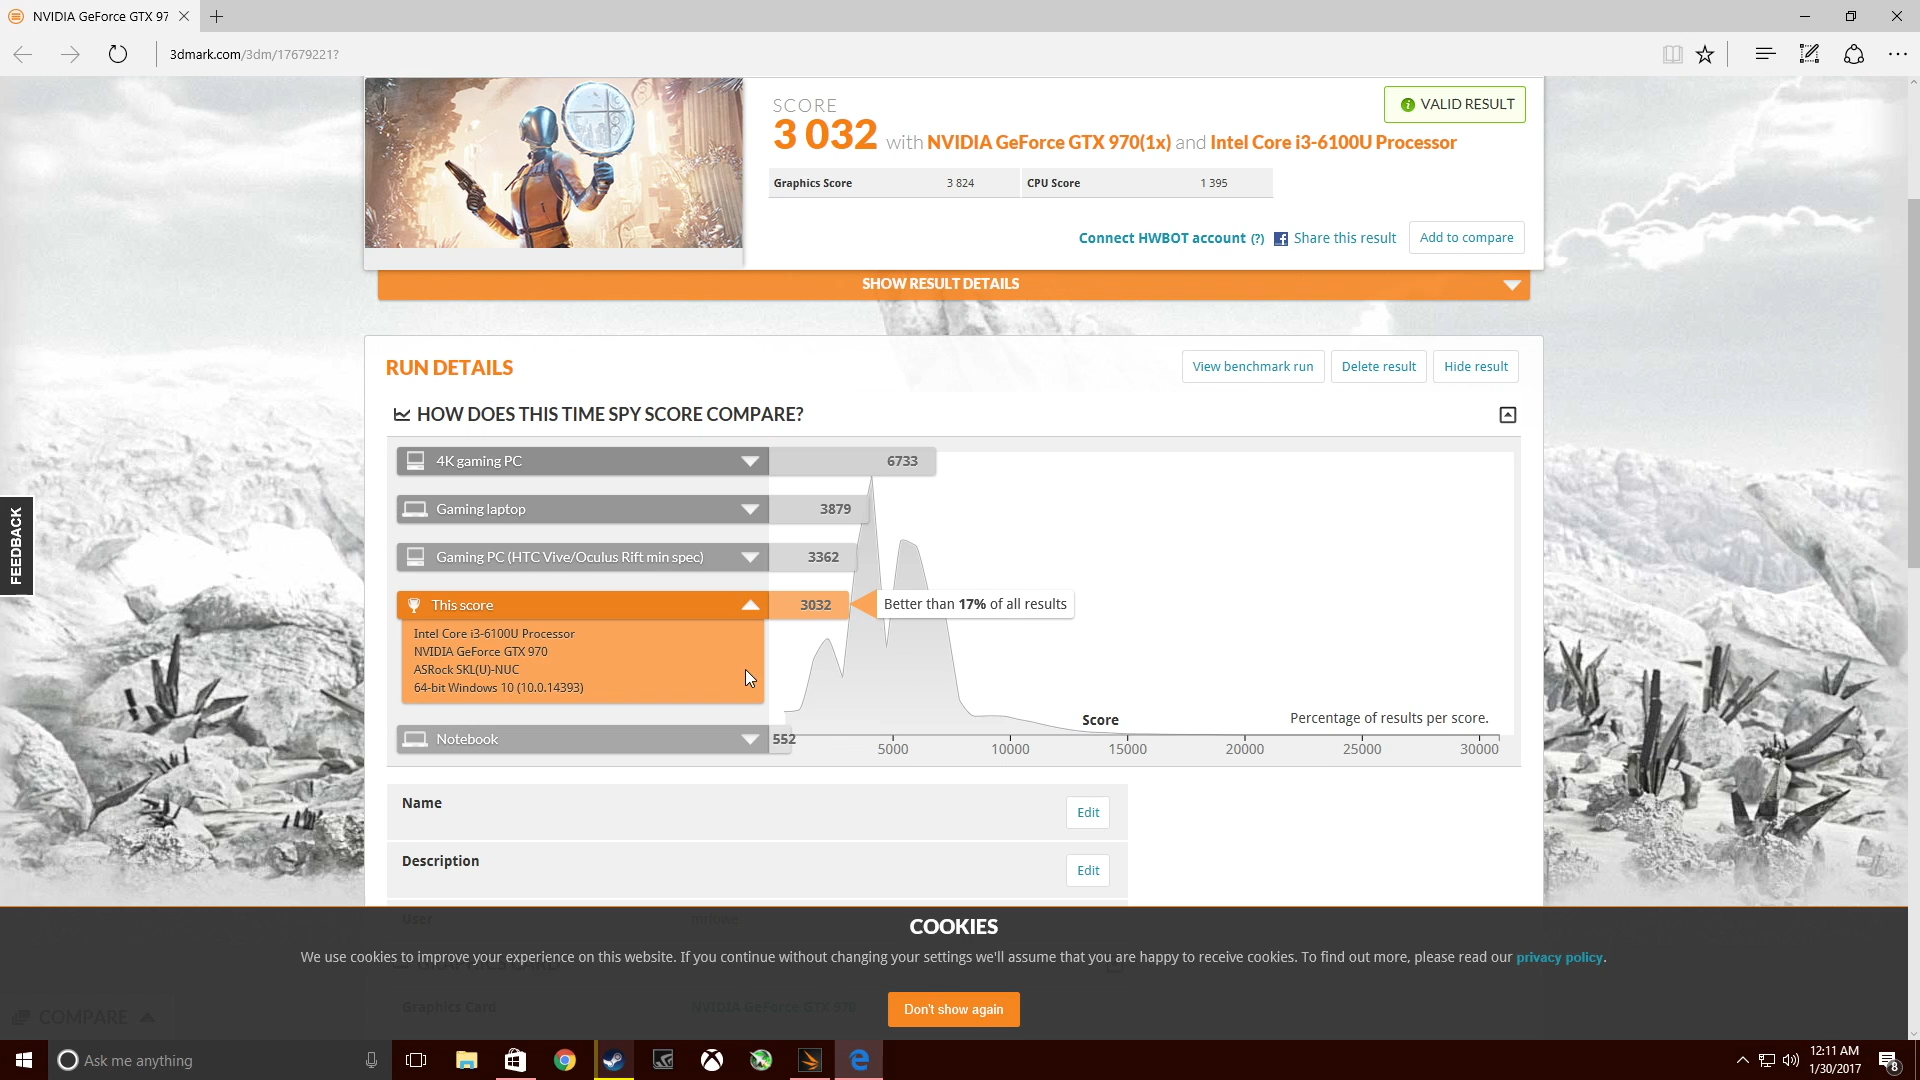 NVIDIA GeForce GTX 97
3dmark.com/3dm/17679221?
SCORE
3 032 with NVIDIA GeForce GTX 970(1x) and Intel Core i3-6100U Processor
VALID RESULT
Graphics Score 3 824 CPU Score 1 395
Connect HWBOT account (?) Share this result Add to compare
SHOW RESULT DETAILS
RUN DETAILS
View benchmark run Delete result Hide result
HOW DOES THIS TIME SPY SCORE COMPARE?
4K gaming PC 6733
Gaming laptop 3879
Gaming PC (HTC Vive/Oculus Rift min spec) 3362
This score 3032 Better than 17% of all results
Intel Core i3-6100U Processor
NVIDIA GeForce GTX 970
ASRock SKL(U)-NUC
64-bit Windows 10 (10.0.14393)
Score Percentage of results per score.
Notebook 552
5000 10000 15000 20000 25000 30000
FEEDBACK
Name Edit
Description Edit
User
COOKIES
We use cookies to improve your experience on this website. If you continue without changing your settings we'll assume that you are happy to receive cookies. To find out more, please read our privacy policy.
Graphics Card NVIDIA GeForce GTX 970
Don't show again
COMPARE
Ask me anything
12:11 AM
1/30/2017
8